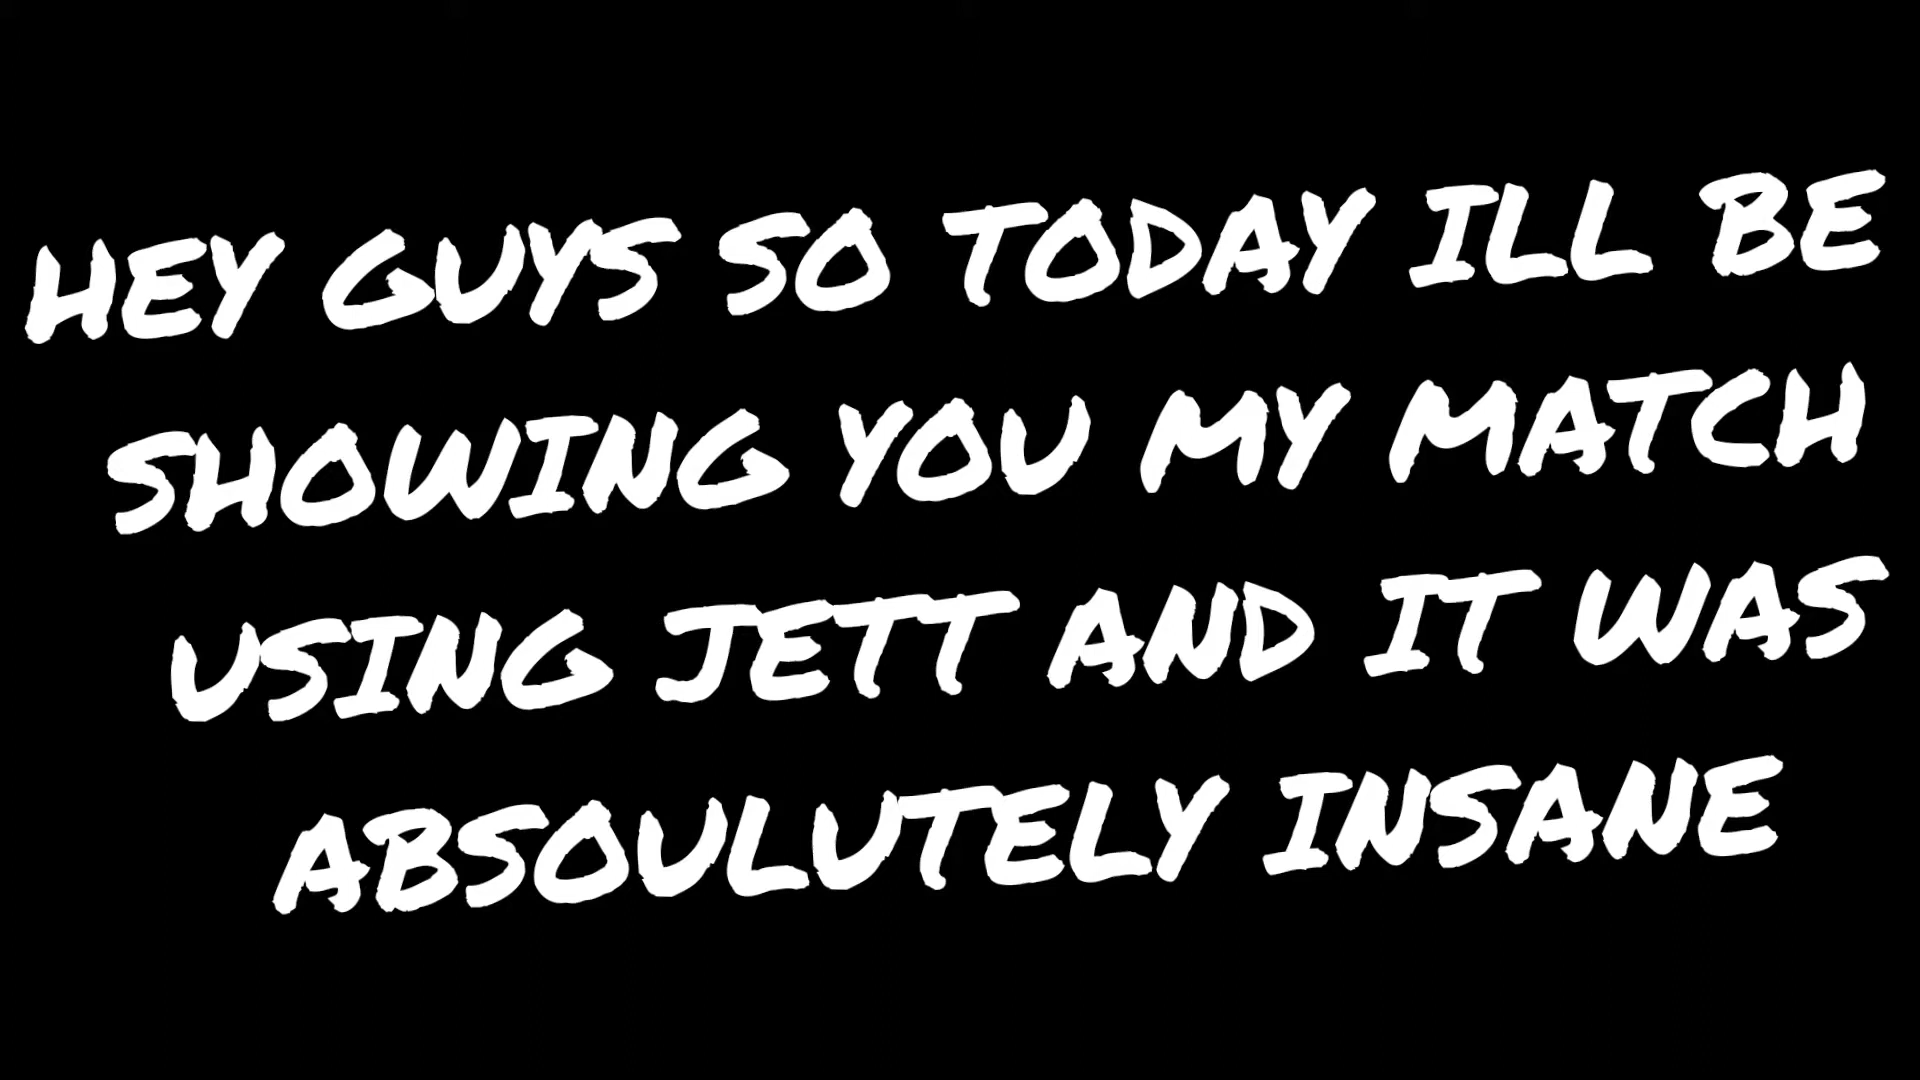 HEY GUYS SO TODAY ILL BE
SHOWING YOU MY MATCH
USING JETT AND IT WAS
ABSOULUTELY INSANE